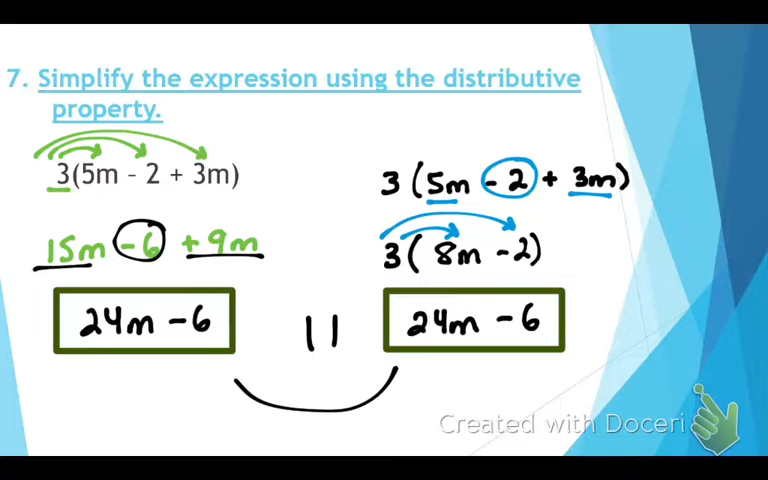 7. Simplify the expression using the distributive
property.
3(5m - 2 + 3m)
15m -6 +9m
24m -6
3(5m -2 + 3m)
3(8m -2)
24m -6
Created with Doceri